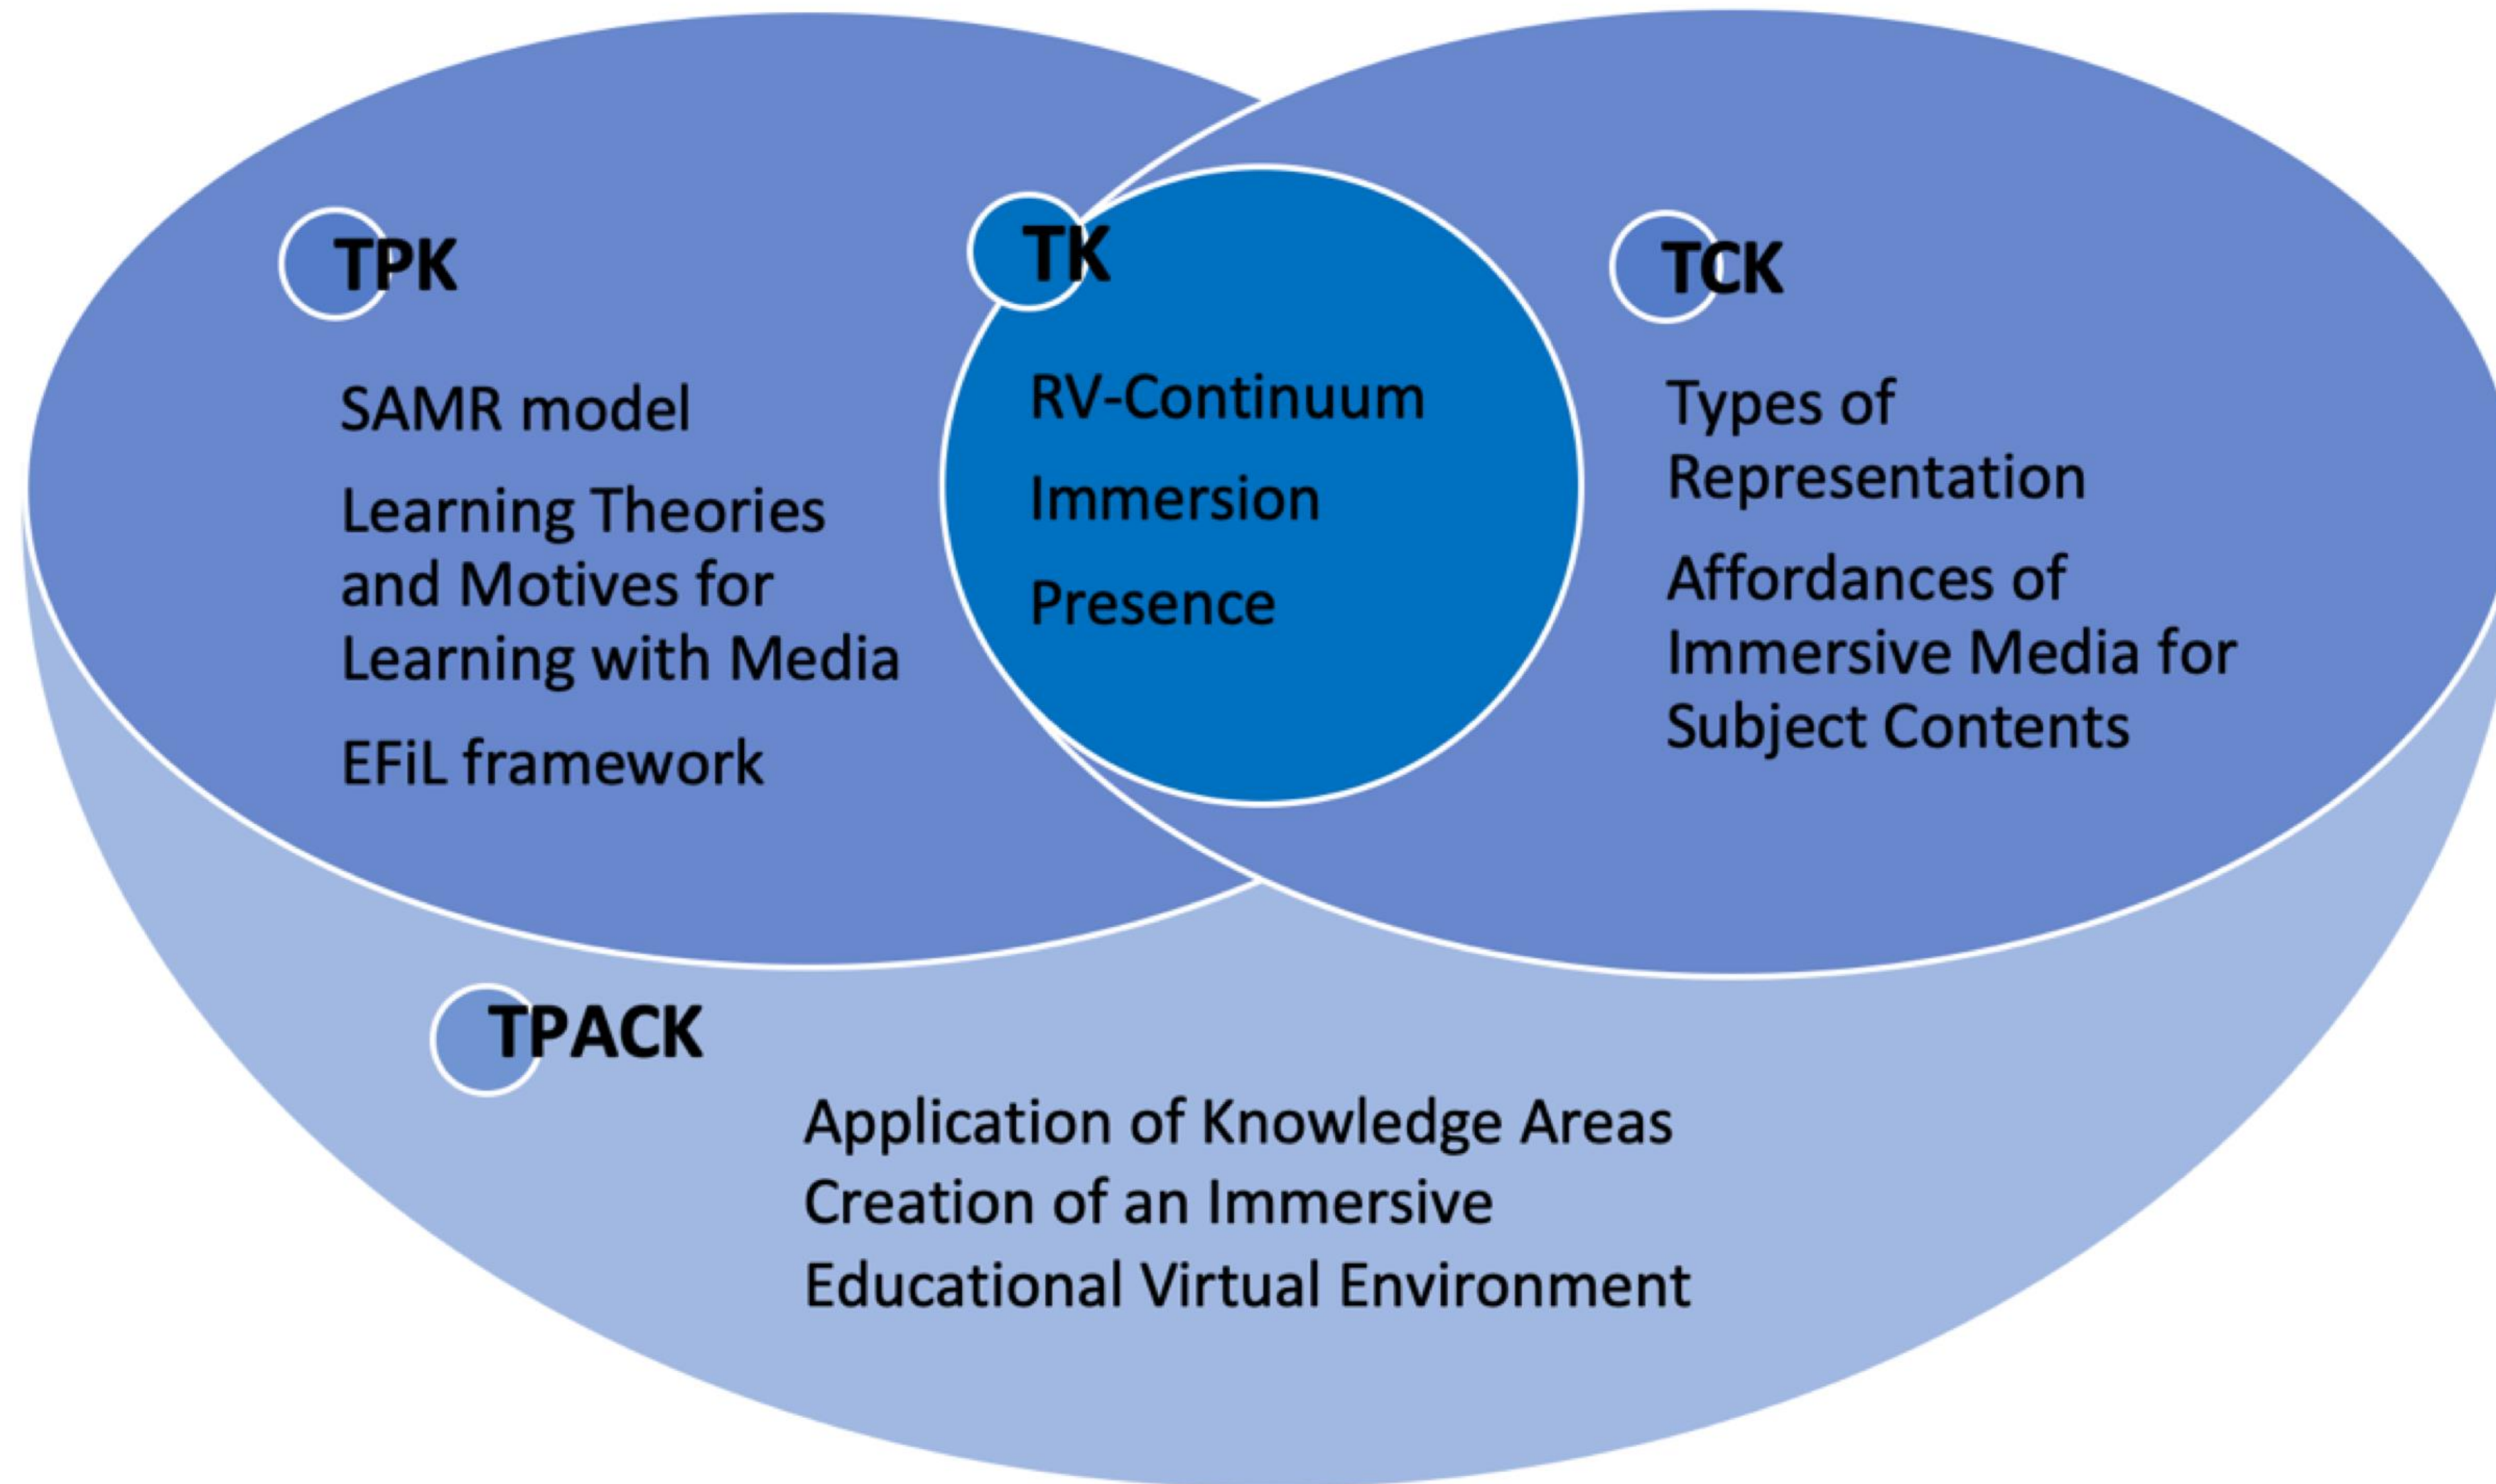 TPK
SAMR model
Learning Theories
and Motives for
Learning with Media
EFiL framework
TK
RV-Continuum
Immersion
Presence
TCK
Types of
Representation
Affordances of
Immersive Media for
Subject Contents
TPACK
Application of Knowledge Areas
Creation of an Immersive
Educational Virtual Environment